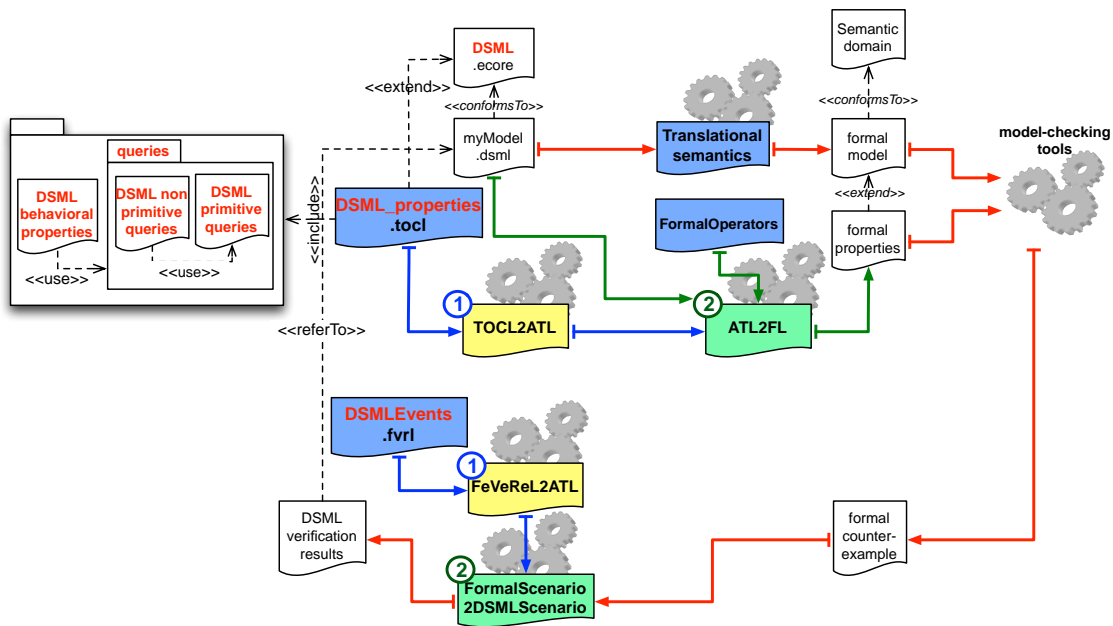 DSML
.ecore
Semantic
domain
<<extend>>
<<conformsTo>>
<<conformsTo>>
myModel
.dsml
Translational
semantics
formal
model
model-checking
tools
queries
DSML
behavioral
properties
DSML non
primitive
queries
DSML
primitive
queries
<<use>>
<<use>>
<<include>>
DSML_properties
.tocl
FormalOperators
<<extend>>
formal
properties
1
TOCL2ATL
2
ATL2FL
<<referTo>>
DSMLEvents
.fvrl
1
FeVeReL2ATL
DSML
verification
results
formal
counter-
example
2
FormalScenario
2DSMLScenario